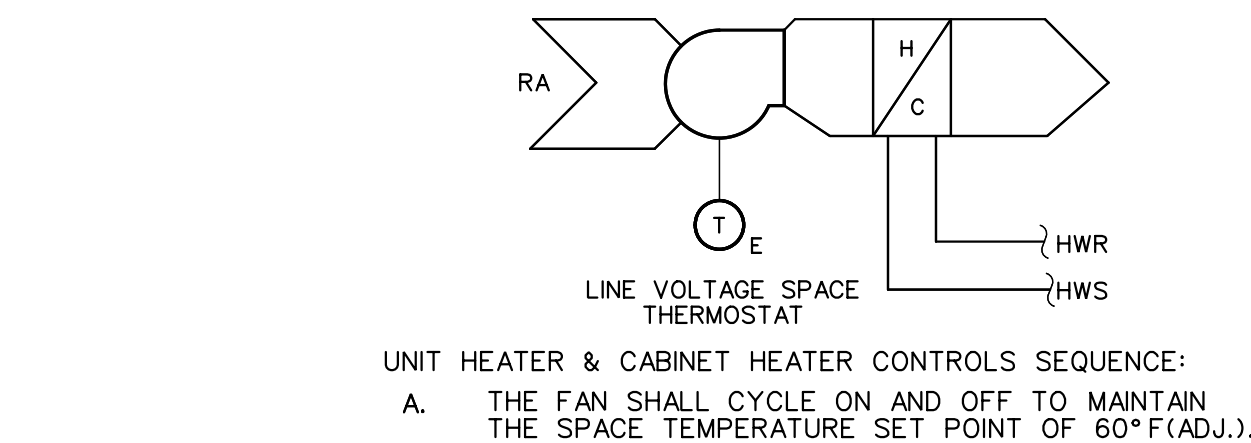 H
RA
C
T
E
HWR
LINE VOLTAGE SPACE
THERMOSTAT
HWS
UNIT HEATER & CABINET HEATER CONTROLS SEQUENCE:
A. THE FAN SHALL CYCLE ON AND OFF TO MAINTAIN
THE SPACE TEMPERATURE SET POINT OF 60°F(ADJ.).